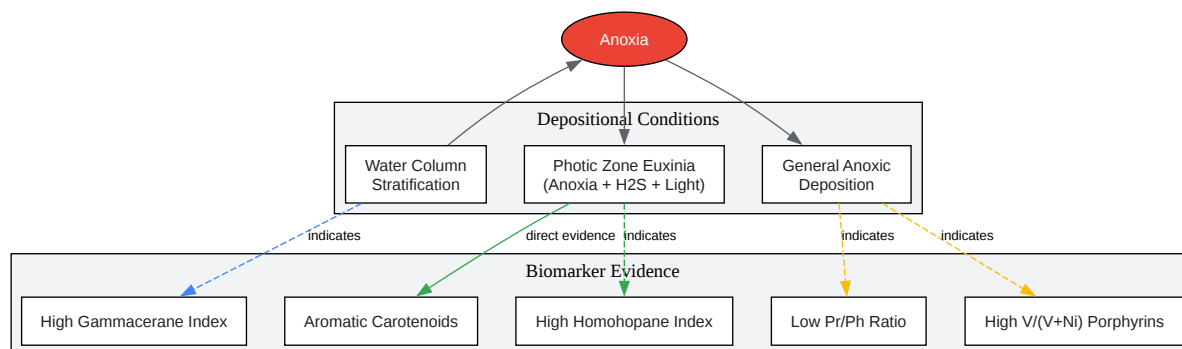 Anoxia
Depositional Conditions
Water Column
Stratification
Photic Zone Euxinia
(Anoxia + H2S + Light)
General Anoxic
Deposition
indicates
direct evidence
indicates
indicates
indicates
Biomarker Evidence
High Gammacerane Index
Aromatic Carotenoids
High Homohopane Index
Low Pr/Ph Ratio
High V/(V+Ni) Porphyrins